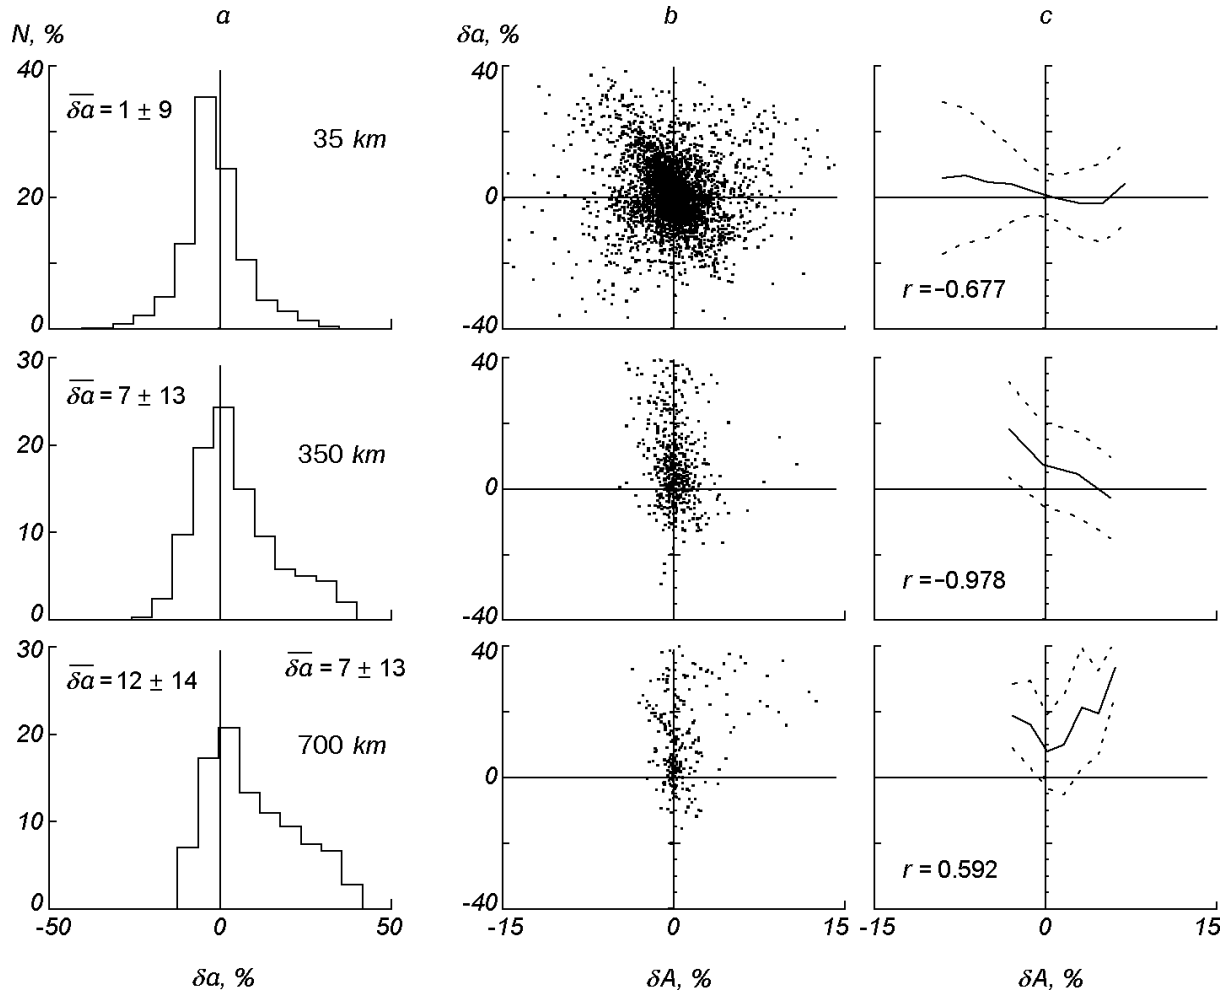 a b c
N, % δa, %
40 40
δa = 1 ± 9
35 km
20 0
r = -0.677
0 -40
30 40
δa = 7 ± 13
20
350 km
0
10
r = -0.978
0 -40
30 40
δa = 12 ± 14 δa = 7 ± 13
20
700 km
0
10
r = 0.592
0 -40
-50 0 50 -15 0 15 -15 0 15
δa, % δA, % δA, %